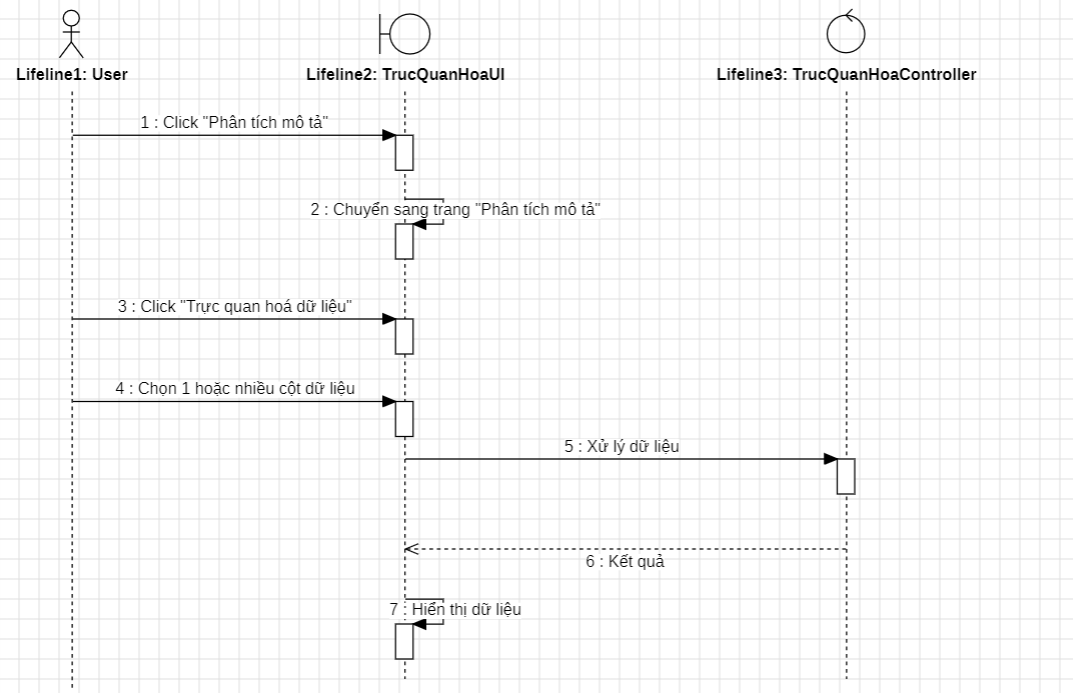 Lifeline1: User
Lifeline2: TrucQuanHoaUI
Lifeline3: TrucQuanHoaController
1 : Click "Phân tích mô tả"
2 : Chuyển sang trang "Phân tích mô tả"
3 : Click "Trực quan hoá dữ liệu"
4 : Chọn 1 hoặc nhiều cột dữ liệu
5 : Xử lý dữ liệu
6 : Kết quả
7 : Hiển thị dữ liệu